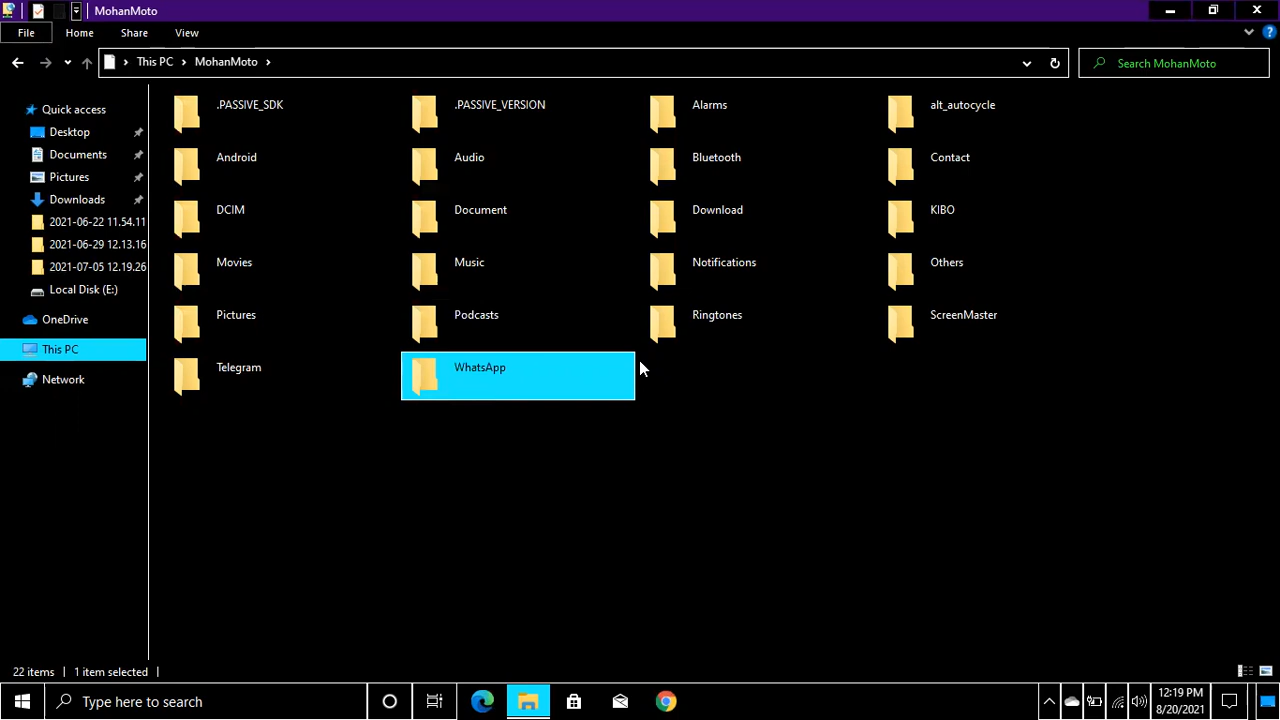 MohanMoto
File Home Share View
This PC MohanMoto
Search MohanMoto
Quick access
Desktop
Documents
Pictures
Downloads
2021-06-22 11.54.11
2021-06-29 12.13.16
2021-07-05 12.19.26
Local Disk (E:)
OneDrive
This PC
Network
.PASSIVE_SDK .PASSIVE_VERSION Alarms alt_autocycle
Android Audio Bluetooth Contact
DCIM Document Download KIBO
Movies Music Notifications Others
Pictures Podcasts Ringtones ScreenMaster
Telegram WhatsApp
22 items 1 item selected
Type here to search
12:19 PM
8/20/2021